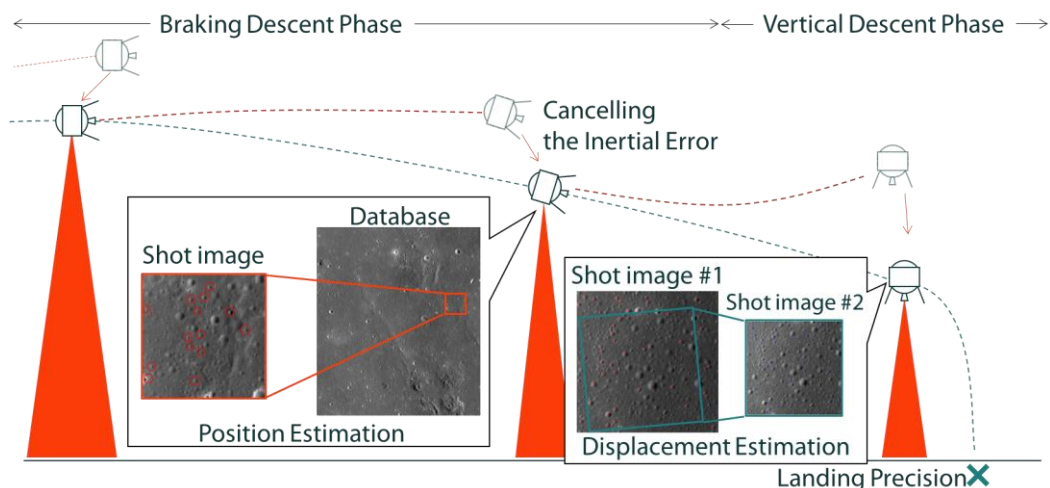 Braking Descent Phase
Vertical Descent Phase
Cancelling
the Inertial Error
Database
Shot image
Position Estimation
Shot image #1
Shot image #2
Displacement Estimation
Landing Precision